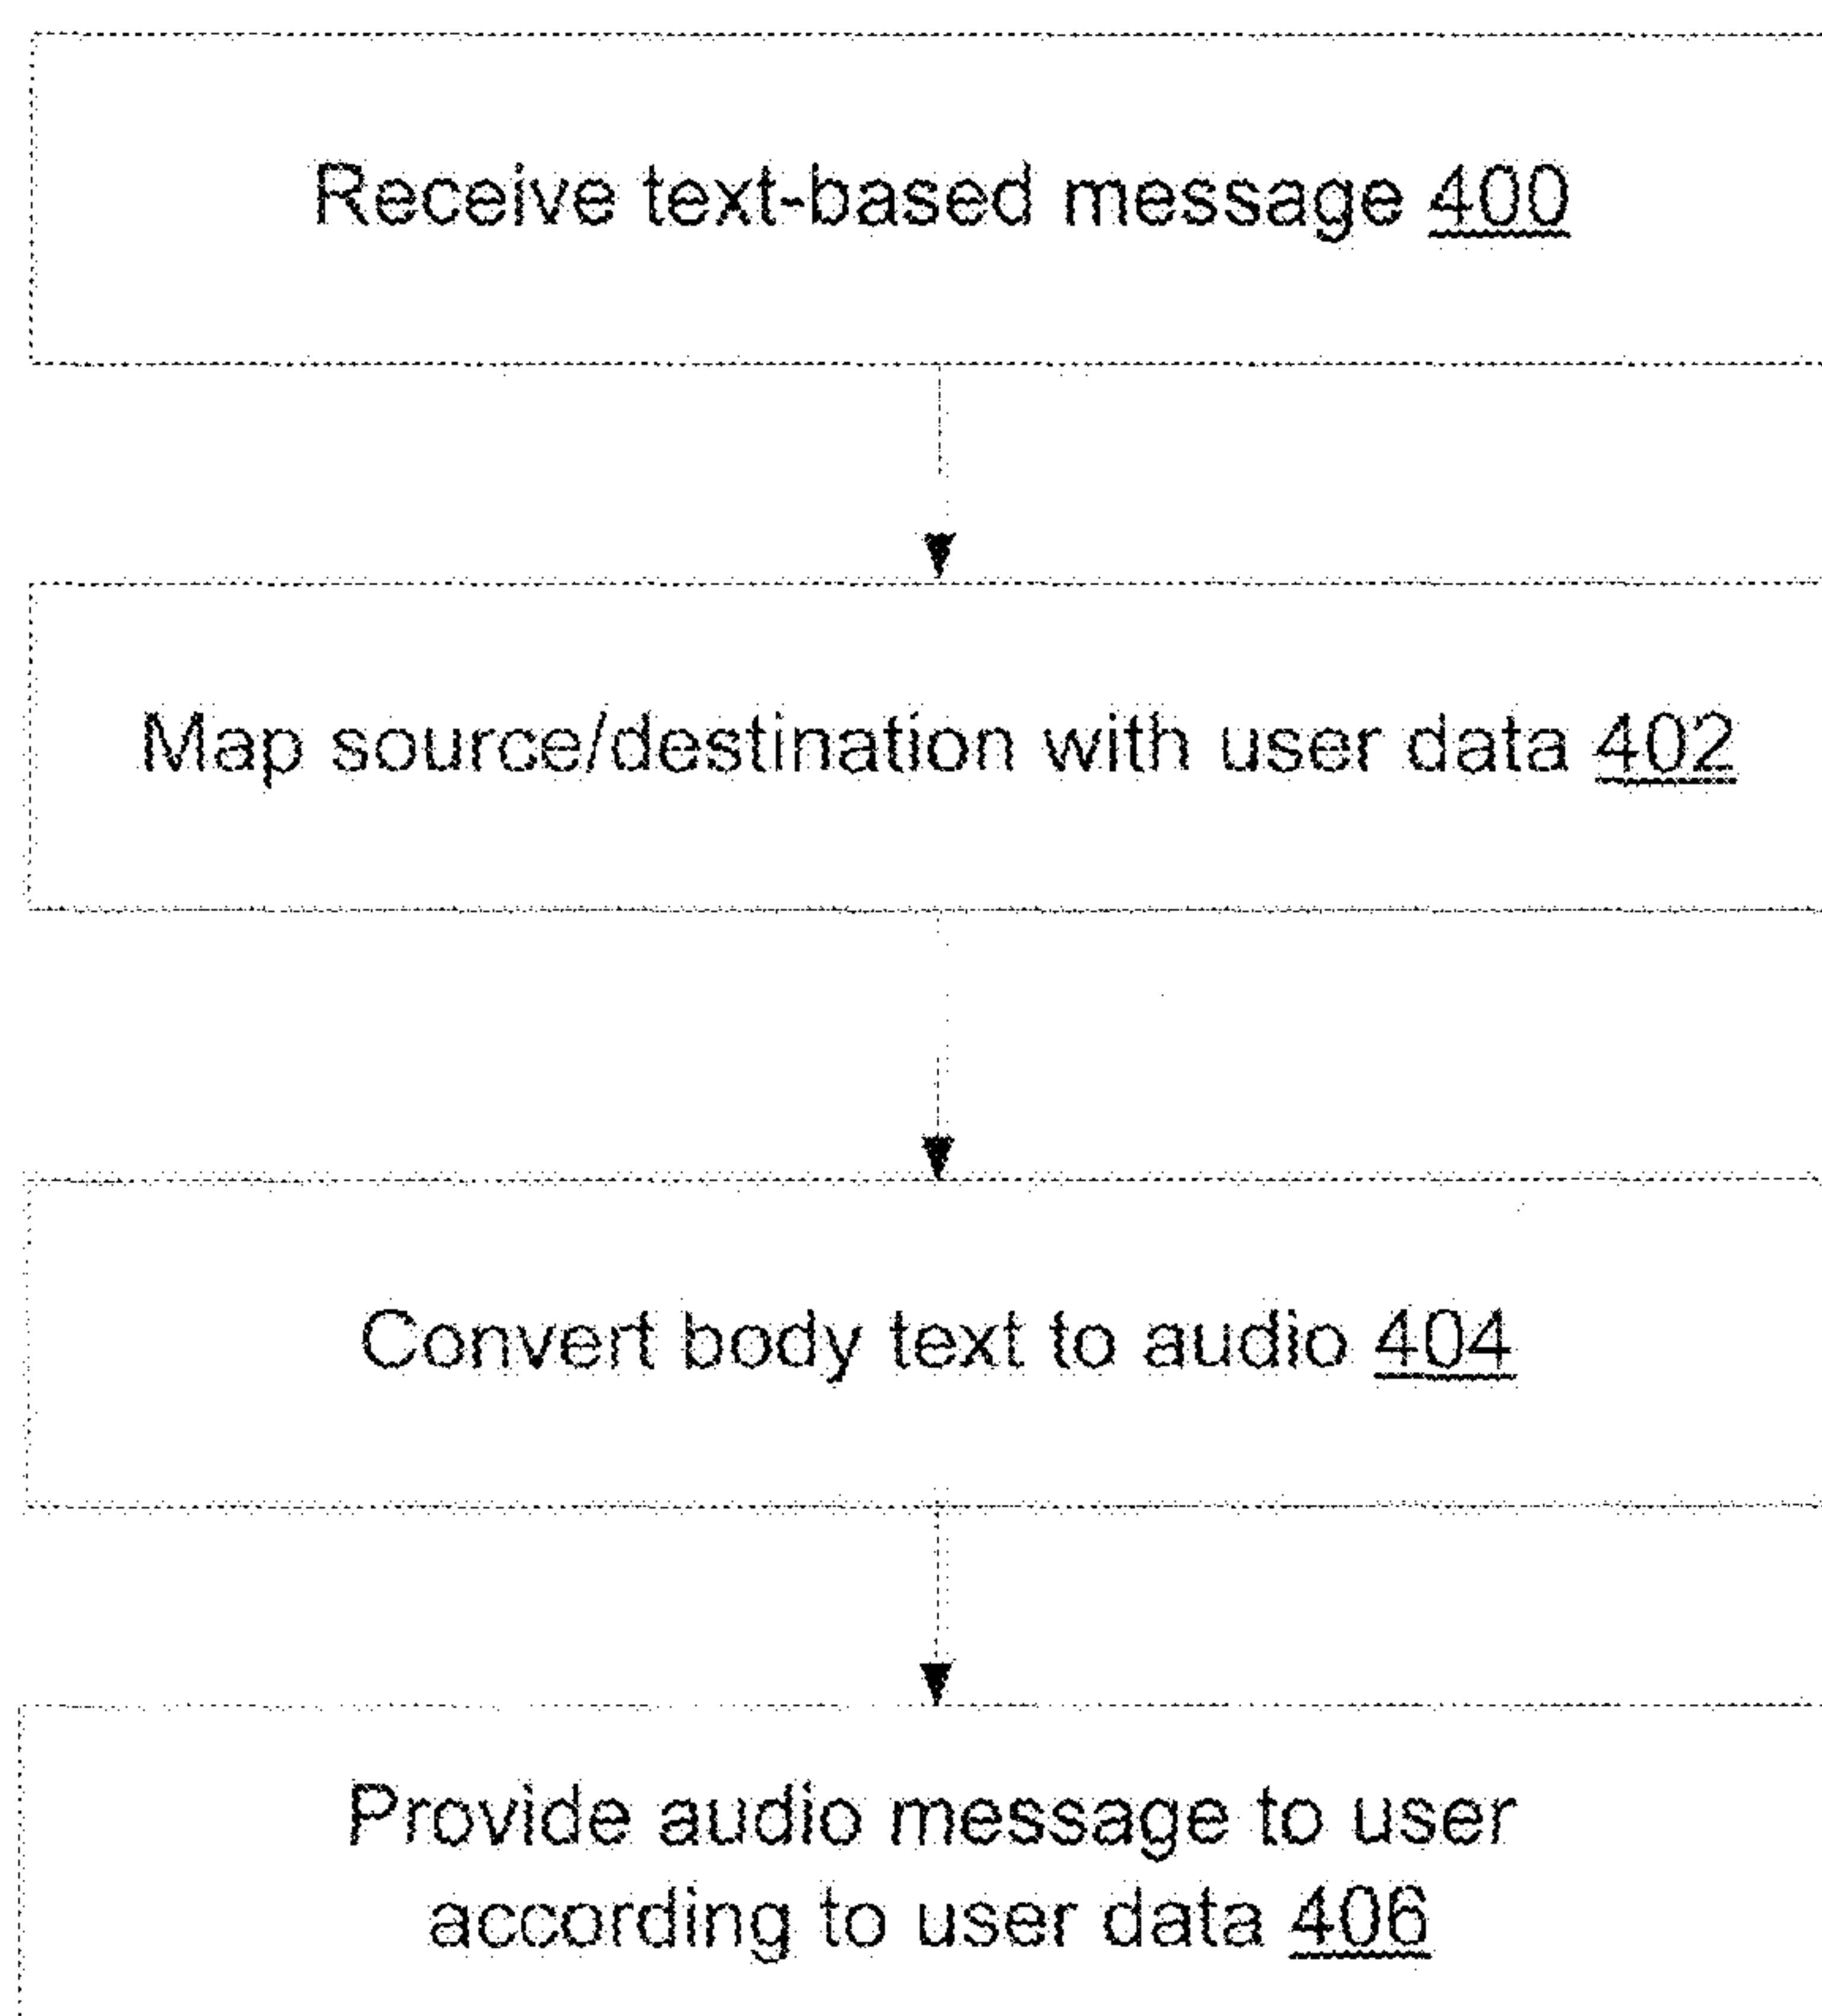 Receive text-based message 400
Map source/destination with user data 402
Convert body text to audio 404
Provide audio message to user
according to user data 406